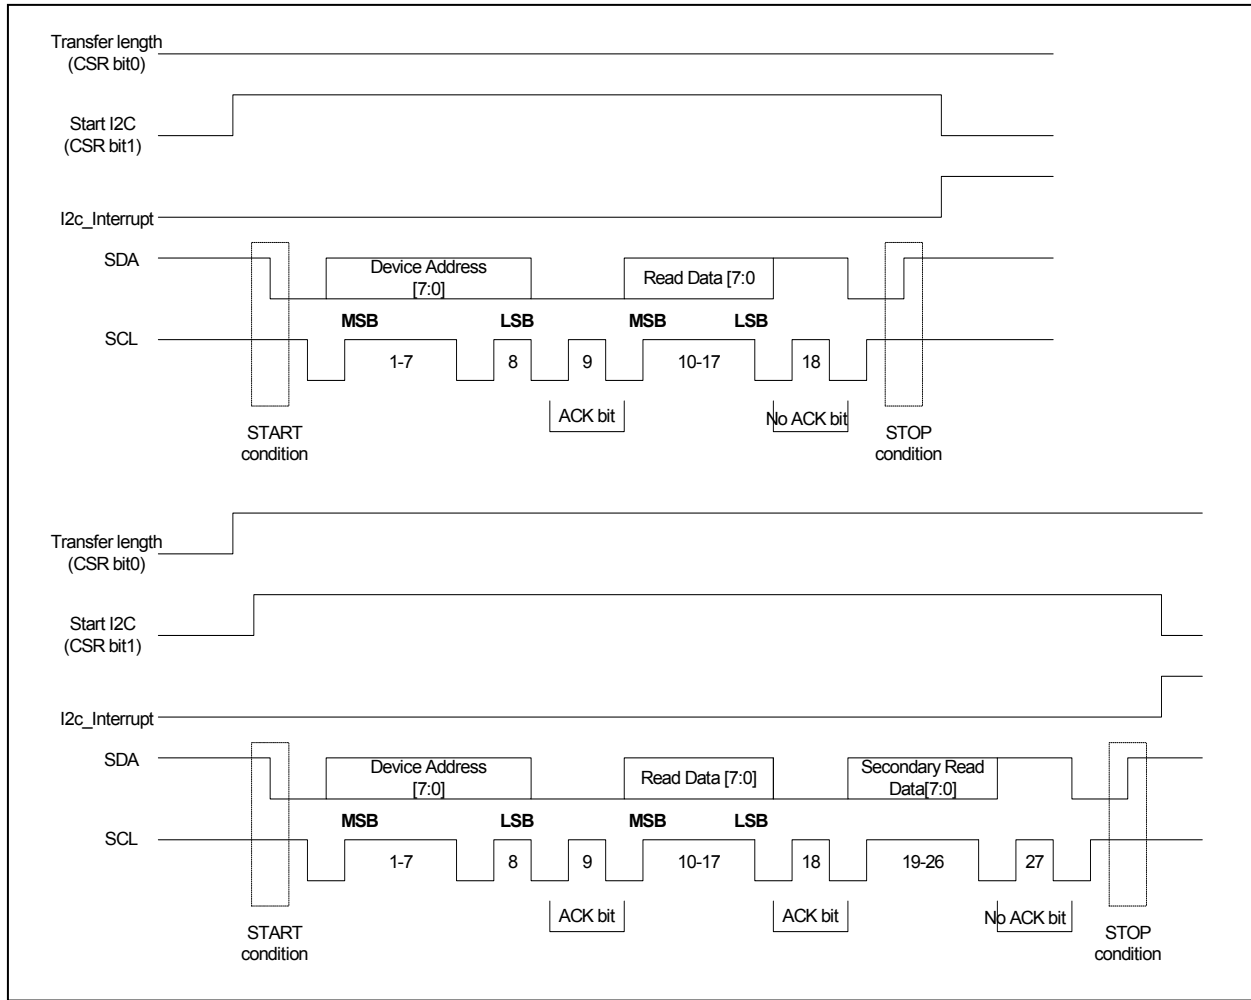 Transfer length
(CSR bit0)
Start I2C
(CSR bit1)
I2c_Interrupt
SDA
Device Address
[7:0]
Read Data [7:0
MSB
LSB
MSB
LSB
SCL
1-7
8
9
10-17
18
ACK bit
No ACK bit
START
condition
STOP
condition
Transfer length
(CSR bit0)
Start I2C
(CSR bit1)
I2c_Interrupt
SDA
Device Address
[7:0]
Read Data [7:0]
Secondary Read
Data[7:0]
MSB
LSB
MSB
LSB
SCL
1-7
8
9
10-17
18
19-26
27
ACK bit
ACK bit
No ACK bit
START
condition
STOP
condition